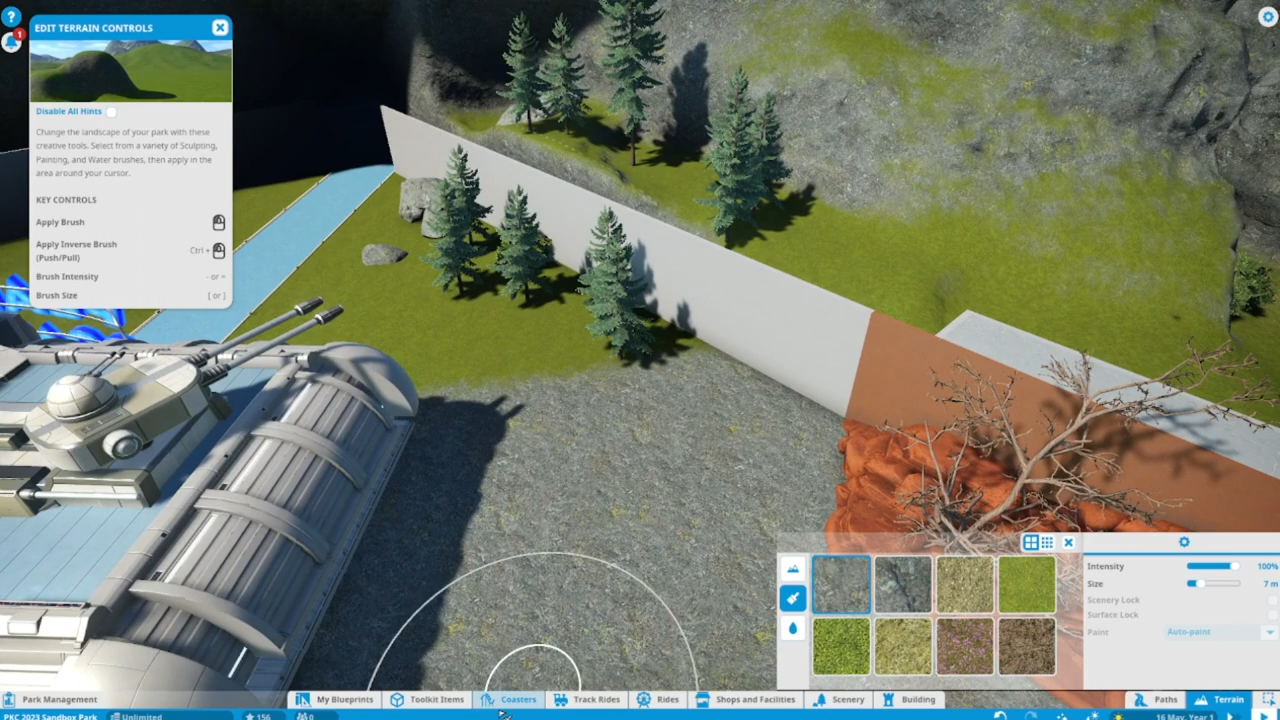 ?
1
EDIT TERRAIN CONTROLS
Disable All Hints
Change the landscape of your park with these
creative tools. Select from a variety of Sculpting,
Painting, and Water brushes, then apply in the
area around your cursor.
KEY CONTROLS
Apply Brush
Apply Inverse Brush
(Push/Pull)
Ctrl +
Brush Intensity
- or =
Brush Size
[ or ]
Intensity
100%
Size
7 m
Scenery Lock
Surface Lock
Paint
Auto-paint
Park Management
My Blueprints
Toolkit Items
Coasters
Track Rides
Rides
Shops and Facilities
Scenery
Building
Paths
Terrain
PKC 2023 Sandbox Park
Unlimited
156
0
16 May, Year 1